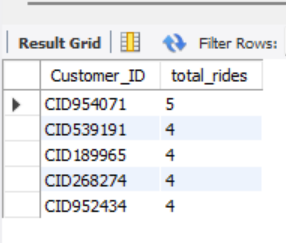 Result Grid Filter Rows:
Customer_ID total_rides
CID954071 5
CID539191 4
CID189965 4
CID268274 4
CID952434 4